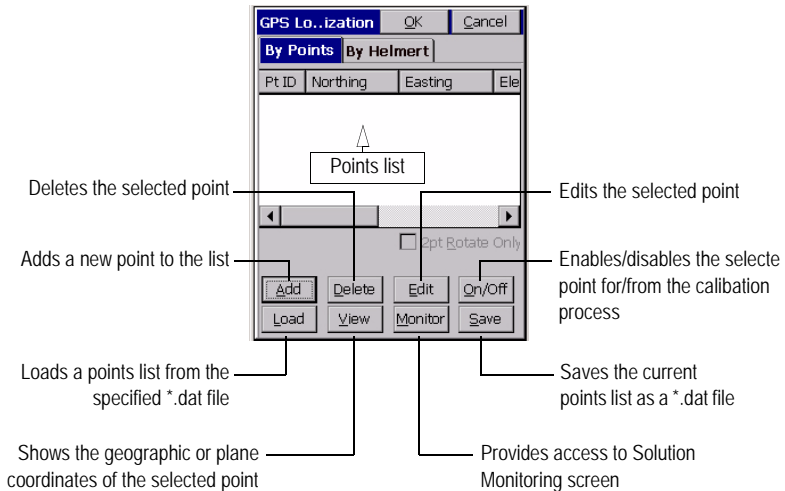 GPS Lo..ization OK Cancel
By Points By Helmert
Pt ID Northing Easting Ele
Points list
Deletes the selected point
Edits the selected point
2pt Rotate Only
Adds a new point to the list
Enables/disables the selecte
point for/from the calibation
process
Add Delete Edit On/Off
Load View Monitor Save
Loads a points list from the
specified *.dat file
Saves the current
points list as a *.dat file
Shows the geographic or plane
coordinates of the selected point
Provides access to Solution
Monitoring screen